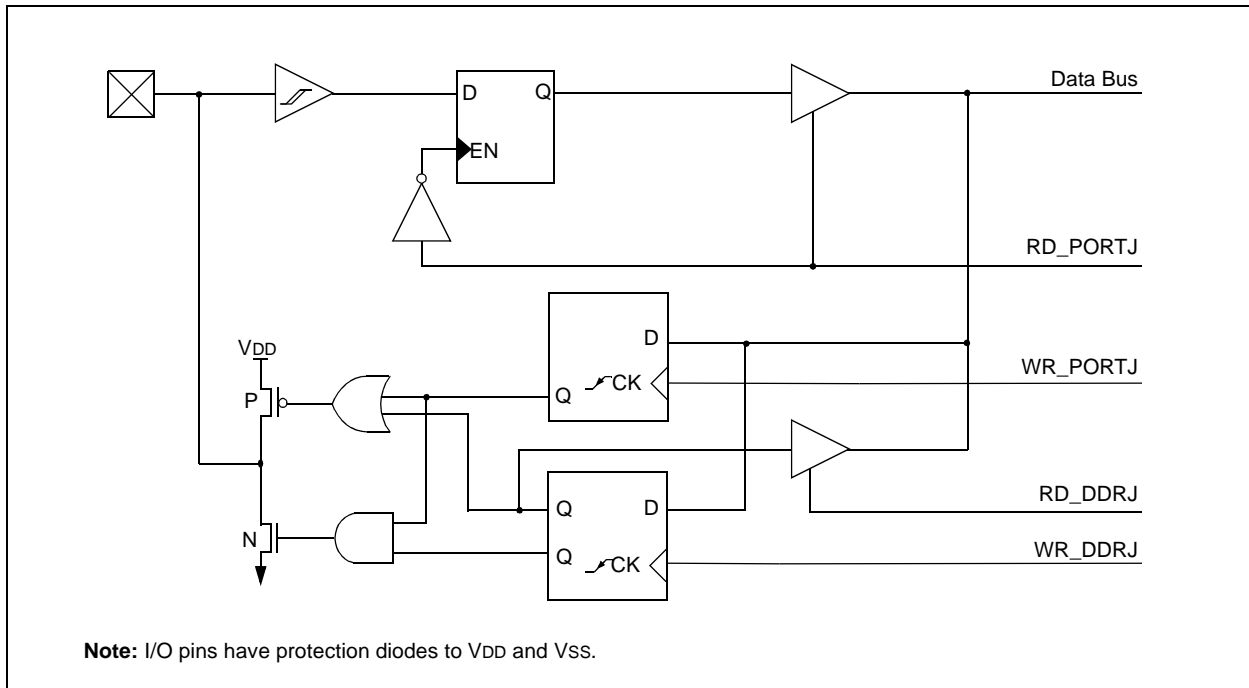 Data Bus
D
Q
EN
RD_PORTJ
VDD
D
WR_PORTJ
P
Q
CK
RD_DDRJ
Q
D
N
WR_DDRJ
Q
CK
Note: I/O pins have protection diodes to VDD and VSS.